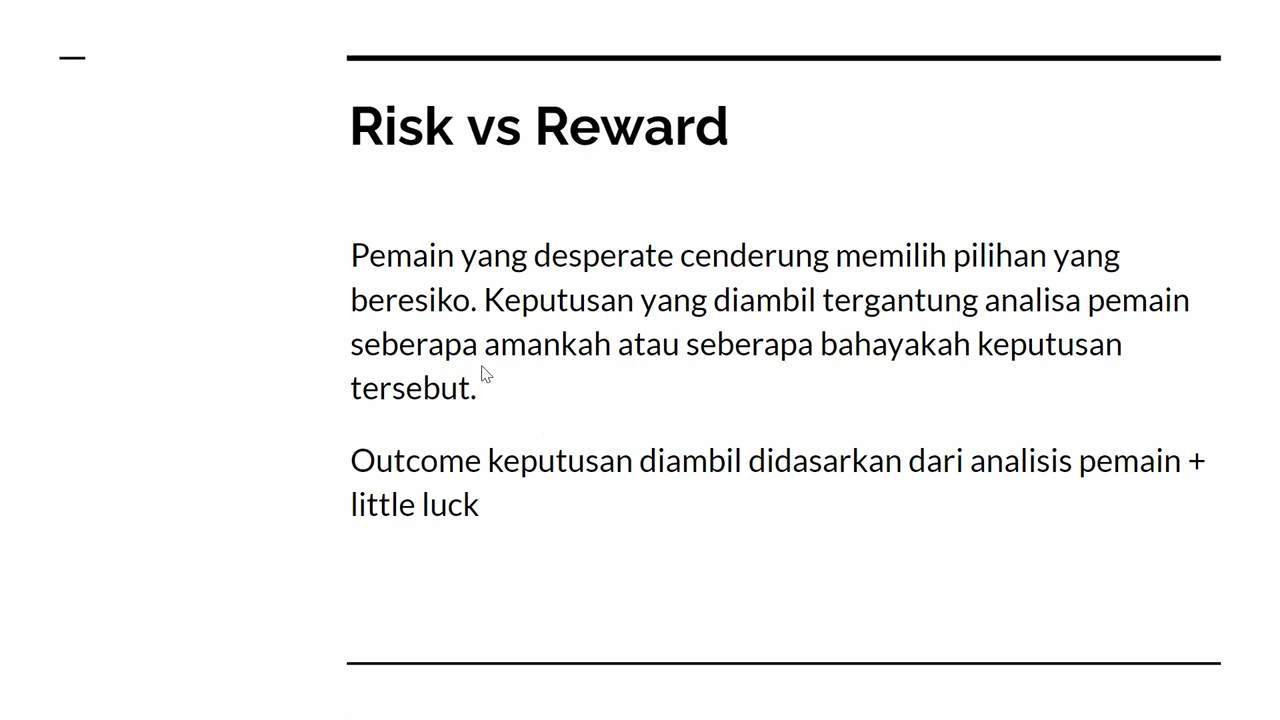 Risk vs Reward
Pemain yang desperate cenderung memilih pilihan yang
beresiko. Keputusan yang diambil tergantung analisa pemain
seberapa amankah atau seberapa bahayakah keputusan
tersebut.
Outcome keputusan diambil didasarkan dari analisis pemain +
little luck